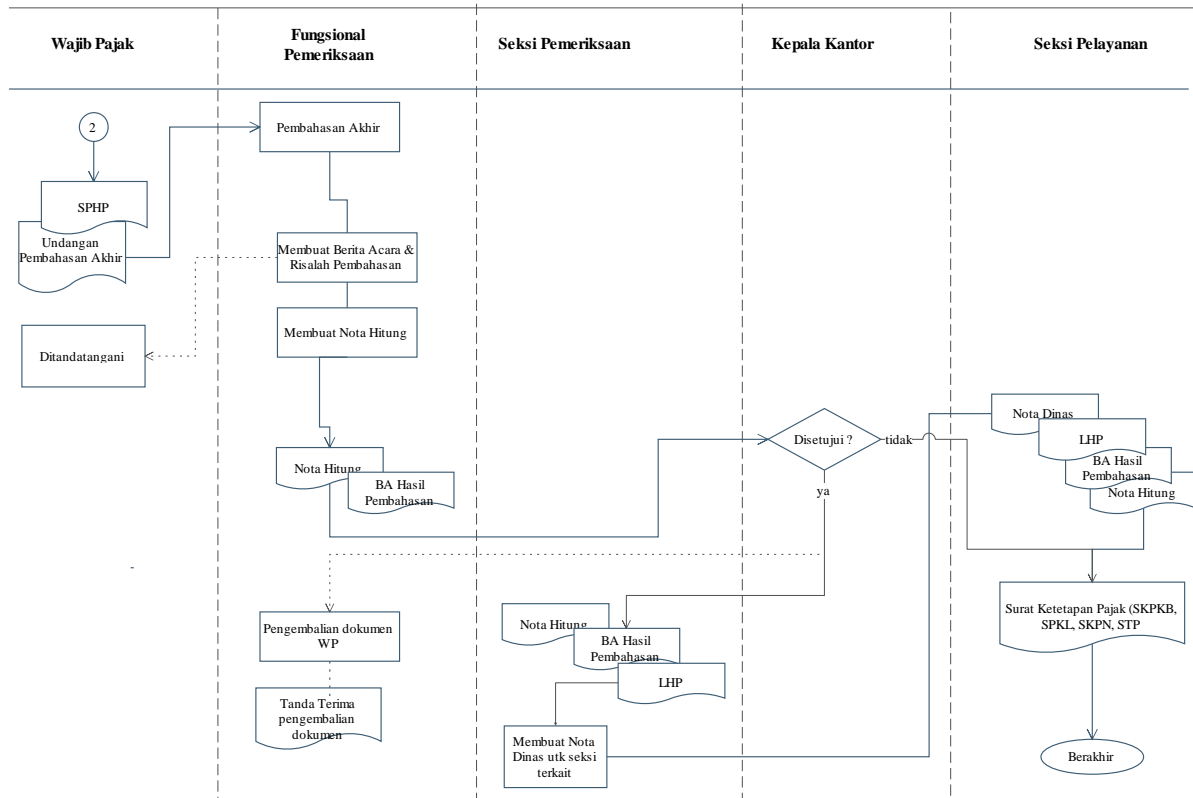 Wajib Pajak
Fungsional
Pemeriksaan
Seksi Pemeriksaan
Kepala Kantor
Seksi Pelayanan
2
SPHP
Undangan
Pembahasan Akhir
Ditandatangani
Pembahasan Akhir
Membuat Berita Acara &
Risalah Pembahasan
Membuat Nota Hitung
Nota Hitung
BA Hasil
Pembahasan
Pengembalian dokumen
WP
Tanda Terima
pengembalian
dokumen
-
Nota Hitung
BA Hasil
Pembahasan
LHP
Membuat Nota
Dinas utk seksi
terkait
Disetujui ?
tidak
ya
Nota Dinas
LHP
BA Hasil
Pembahasan
Nota Hitung
Surat Ketetapan Pajak (SKPKB,
SPKL, SKPN, STP
Berakhir